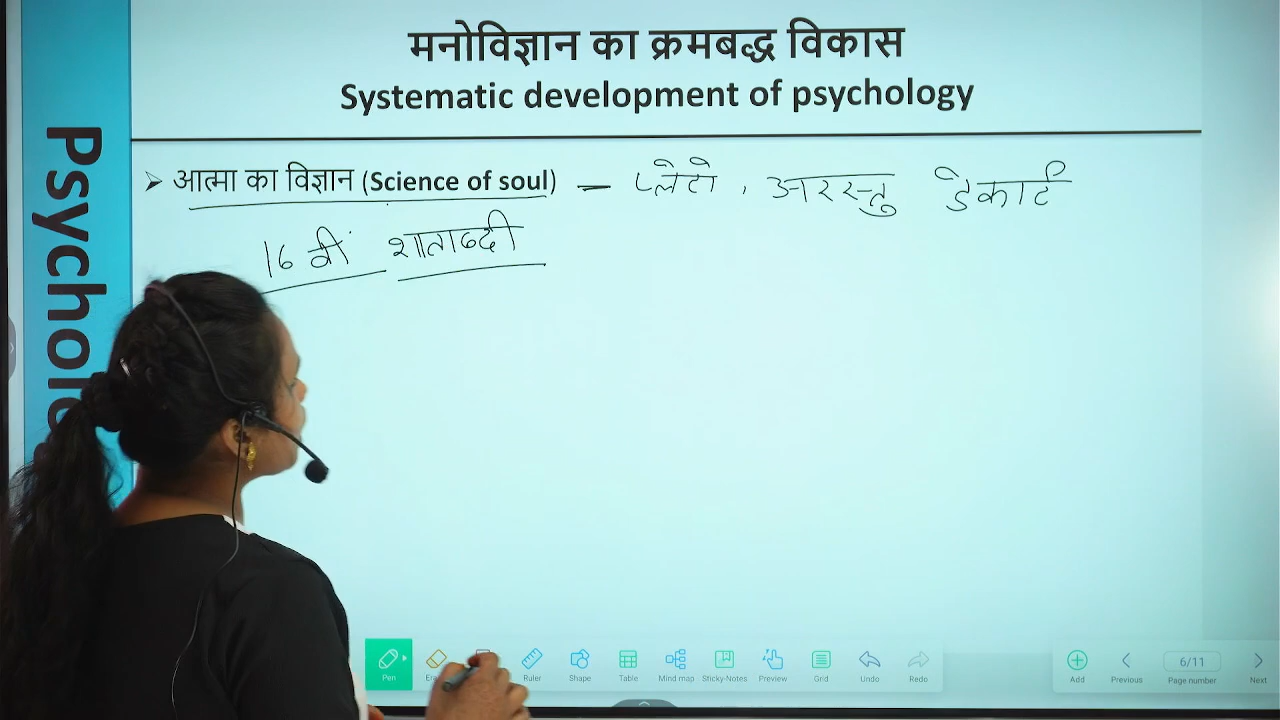 मनोविज्ञान का क्रमबद्ध विकास
Systematic development of psychology
➢ आत्मा का विज्ञान (Science of soul) – प्लेटो , अरस्तु डेकार्ट
16 वीं शाताब्दी
Psycholo
Pen
Ruler
Shape
Table
Mind map
Sticky-Notes
Preview
Grid
Undo
Redo
Add
Previous
6/11
Page number
Next